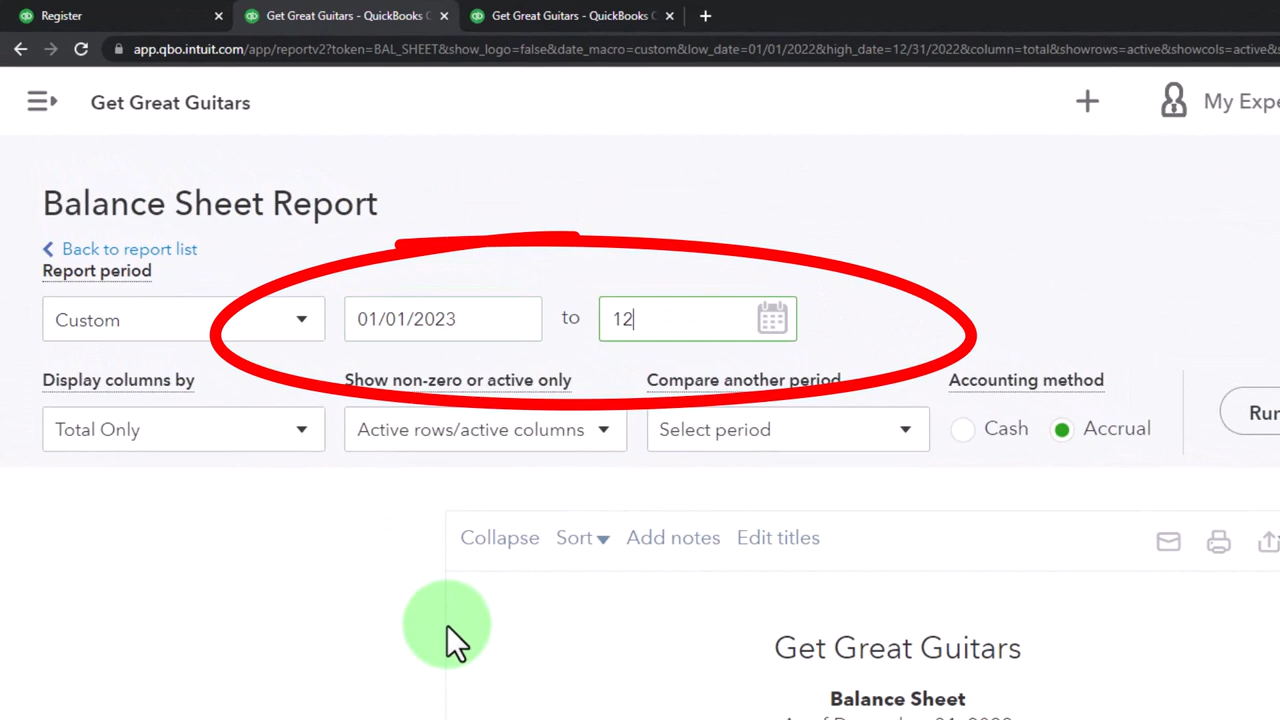 Register
Get Great Guitars - QuickBooks
Get Great Guitars - QuickBooks
app.qbo.intuit.com/app/reportv2?token=BAL_SHEET&show_logo=false&date_macro=custom&low_date=01/01/2022&high_date=12/31/2022&column=total&showrows=active&showcols=active&
Get Great Guitars
My Expe
Balance Sheet Report
Back to report list
Report period
Custom 01/01/2023 to 12
Display columns by Show non-zero or active only Compare another period Accounting method
Total Only Active rows/active columns Select period Cash Accrual Run
Collapse Sort Add notes Edit titles
Get Great Guitars
Balance Sheet